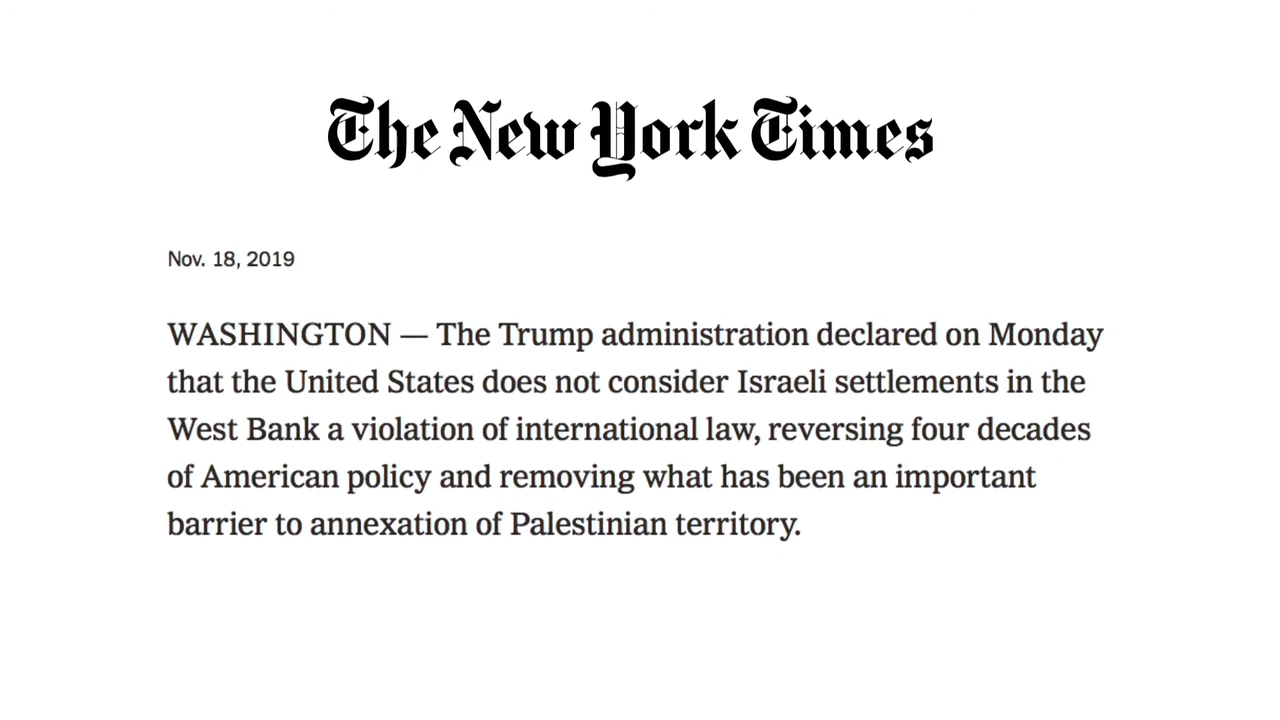 The New York Times
Nov. 18, 2019
WASHINGTON — The Trump administration declared on Monday
that the United States does not consider Israeli settlements in the
West Bank a violation of international law, reversing four decades
of American policy and removing what has been an important
barrier to annexation of Palestinian territory.